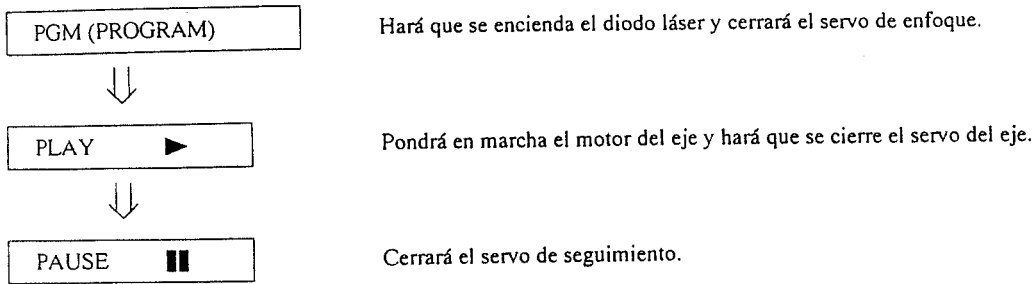 PGM (PROGRAM) Hará que se encienda el diodo láser y cerrará el servo de enfoque.
PLAY Pondrá en marcha el motor del eje y hará que se cierre el servo del eje.
PAUSE Cerrará el servo de seguimiento.